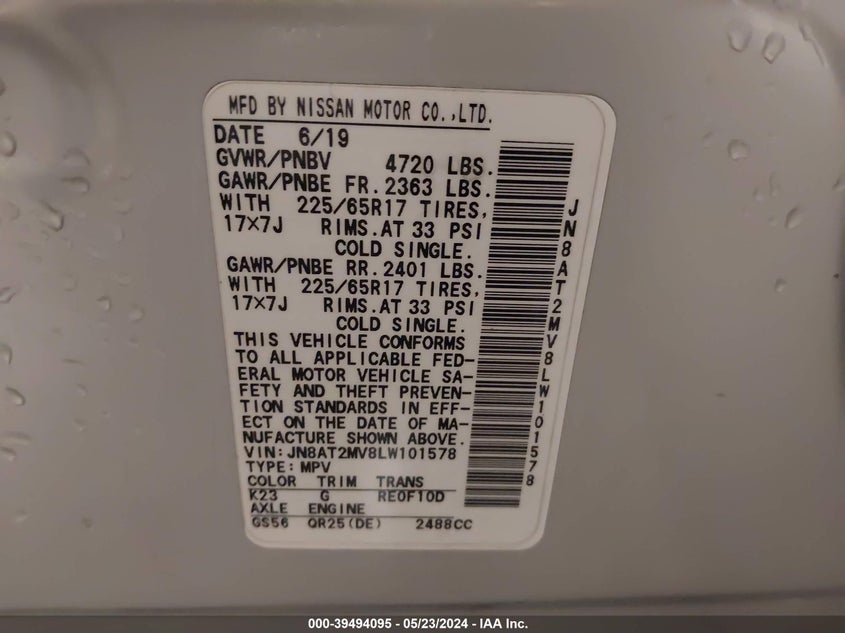 MFD BY NISSAN MOTOR CO.,LTD.
DATE 6/19
GVWR/PNBV 4720 LBS.
GAWR/PNBE FR.2363 LBS.
WITH 225/65R17 TIRES,
17×7J RIMS.AT 33 PSI
COLD SINGLE.
GAWR/PNBE RR.2401 LBS.
WITH 225/65R17 TIRES,
17×7J RIMS.AT 33 PSI
COLD SINGLE.
THIS VEHICLE CONFORMS
TO ALL APPLICABLE FED-
ERAL MOTOR VEHICLE SA-
FETY AND THEFT PREVEN-
TION STANDARDS IN EFF-
ECT ON THE DATE OF MA-
NUFACTURE SHOWN ABOVE.
VIN:JN8AT2MV8LW101578
TYPE:MPV
COLOR TRIM TRANS
K23 G RE0F10D
AXLE ENGINE
GS56 QR25(DE) 2488CC
JN8AT2MV8LW101578
000-39494095 - 05/23/2024 - IAA Inc.